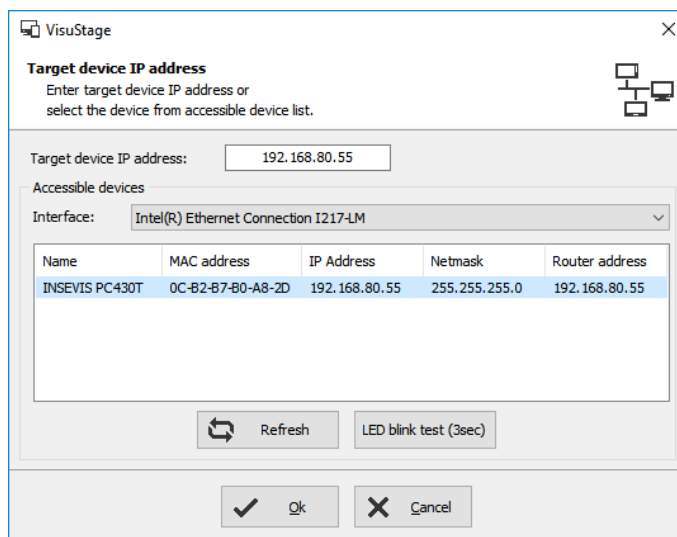 VisuStage
Target device IP address
Enter target device IP address or
select the device from accessible device list.
Target device IP address: 192.168.80.55
Accessible devices
Interface: Intel(R) Ethernet Connection I217-LM
Name MAC address IP Address Netmask Router address
INSEVIS PC430T 0C-B2-B7-B0-A8-2D 192.168.80.55 255.255.255.0 192.168.80.55
Refresh LED blink test (3sec)
Ok Cancel